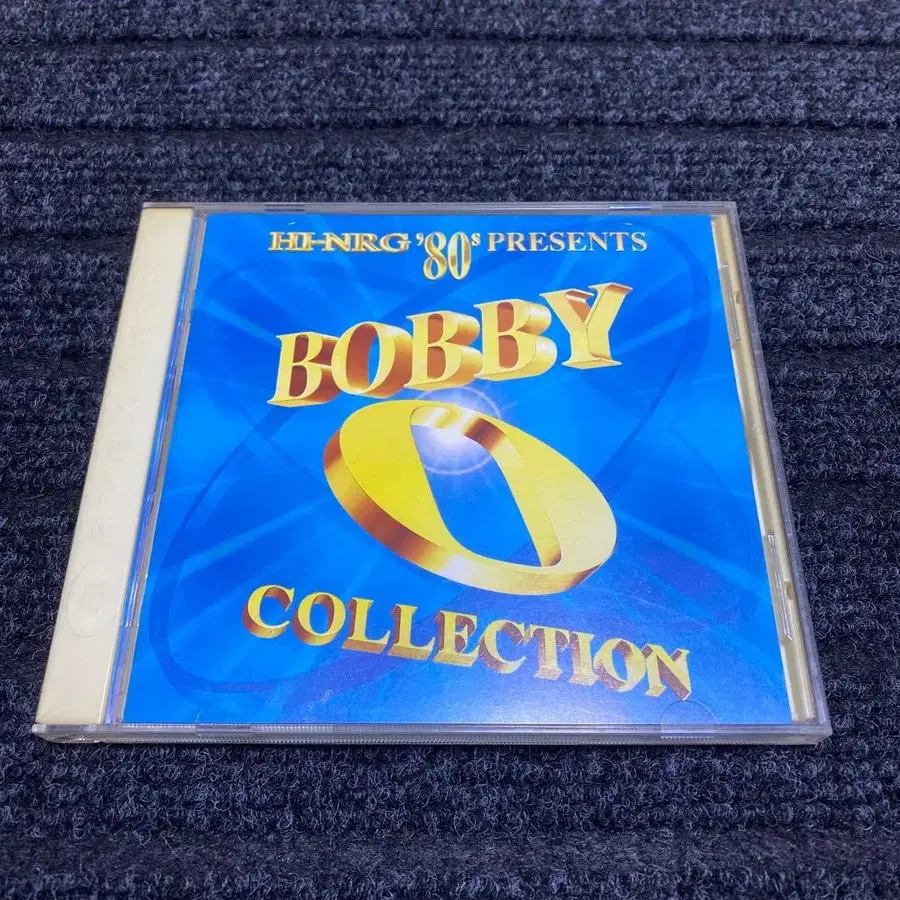 HI-NRG '80s PRESENTS
BOBBY
O
COLLECTION